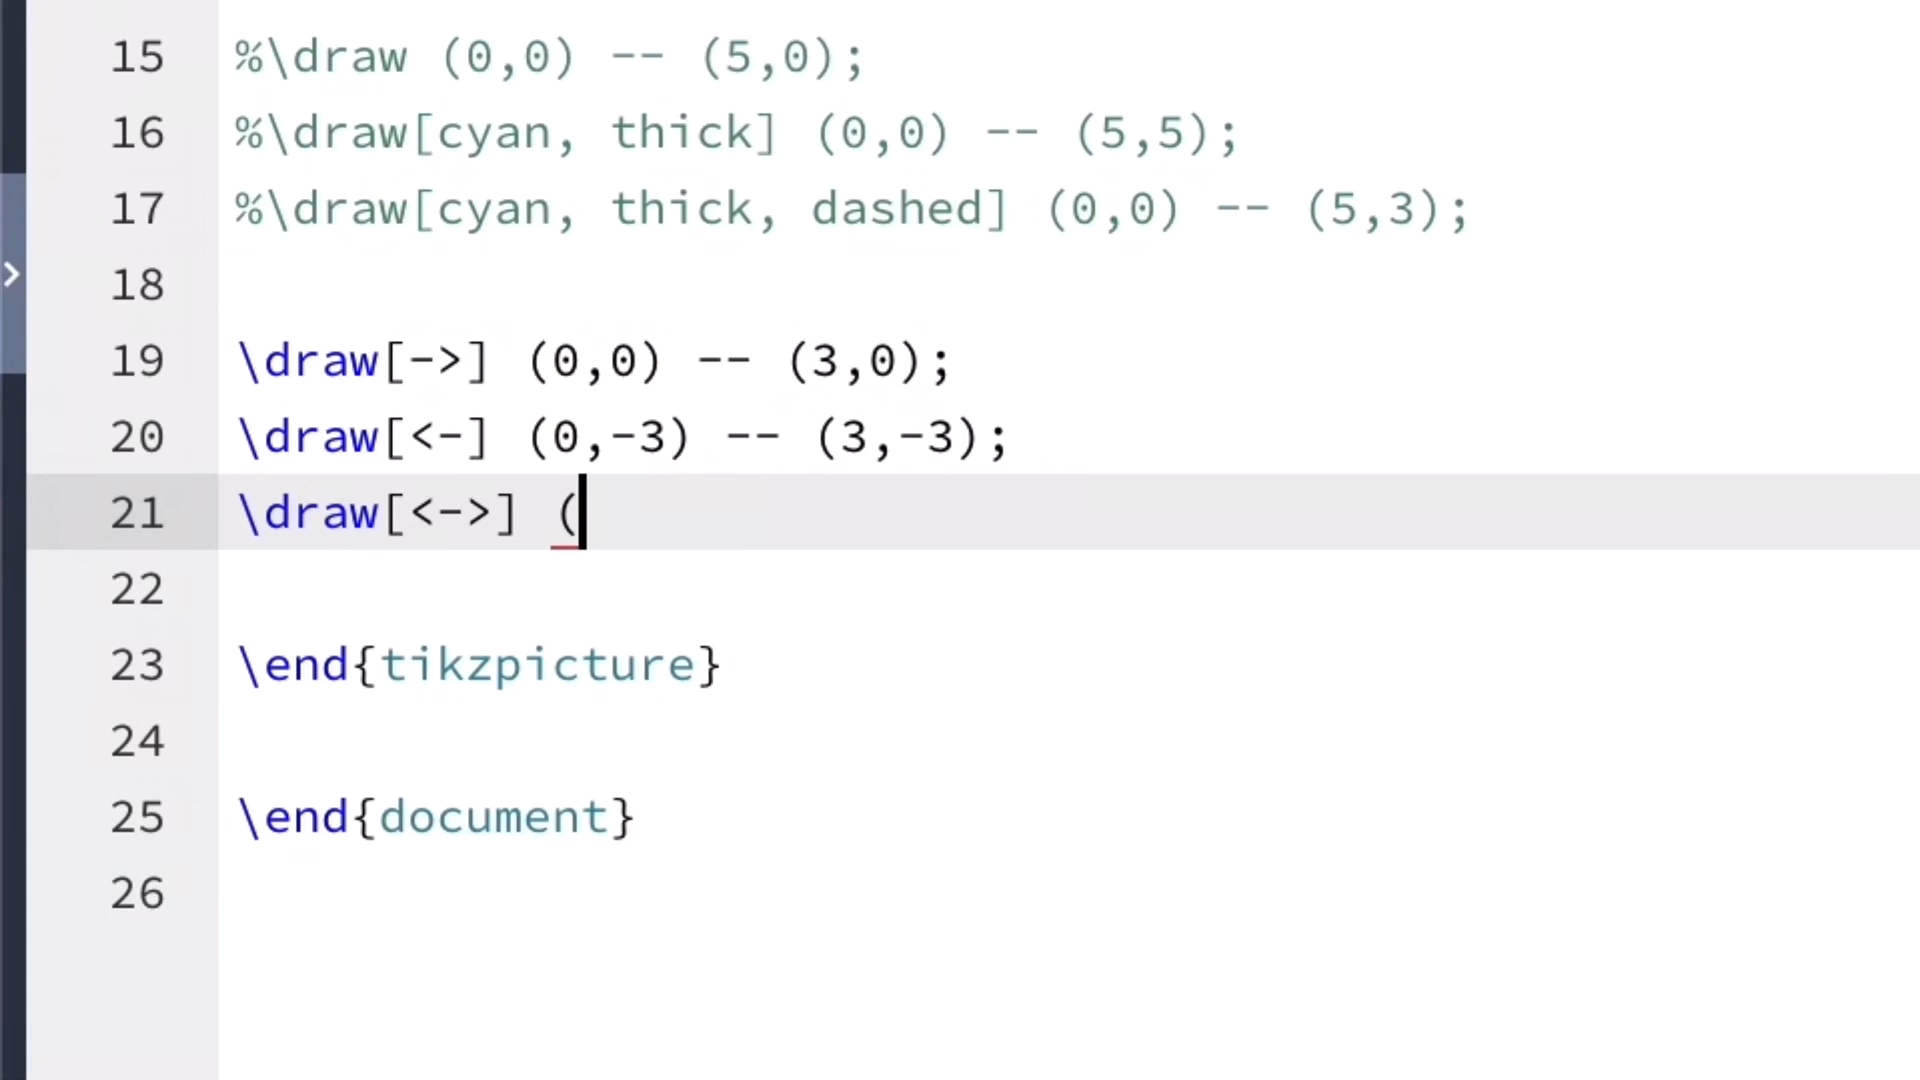 15 %\draw (0,0) -- (5,0);
16 %\draw[cyan, thick] (0,0) -- (5,5);
17 %\draw[cyan, thick, dashed] (0,0) -- (5,3);
18
19 \draw[->] (0,0) -- (3,0);
20 \draw[<-] (0,-3) -- (3,-3);
21 \draw[<->] (
22
23 \end{tikzpicture}
24
25 \end{document}
26